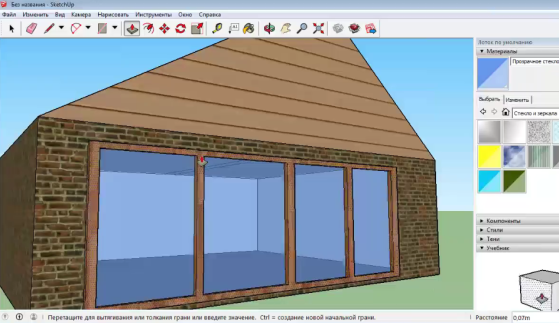 Без названия - SketchUp
Файл Изменить Вид Камера Нарисовать Инструменты Окно Справка
Лоток по умолчанию
Материалы
Прозрачное стекло
Выбрать Изменить
Стекло и зеркала
Компоненты
Стили
Тени
Учебник
Перетащите для вытягивания или толкания грани или введите значение. Ctrl = создание новой начальной грани.
Расстояние 0,07m